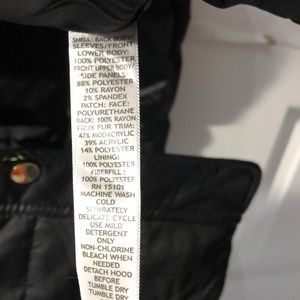 SHELL: BACK BODY/
SLEEVES/FRONT
LOWER BODY:
100% POLYESTER
FRONT UPPER BODY/
SIDE PANELS:
88% POLYESTER
10% RAYON
2% SPANDEX
PATCH: FACE:
POLYURETHANE
BACK: 100% RAYON
FAUX FUR TRIM:
47% MODACRYLIC
39% ACRYLIC
14% POLYESTER
LINING:
100% POLYESTER
FIBERFILL:
100% POLYESTER
RN 15101
MACHINE WASH
COLD
SEPARATELY
DELICATE CYCLE
USE MILD
DETERGENT
ONLY
NON-CHLORINE
BLEACH WHEN
NEEDED
DETACH HOOD
BEFORE
TUMBLE DRY
TUMBLE DRY